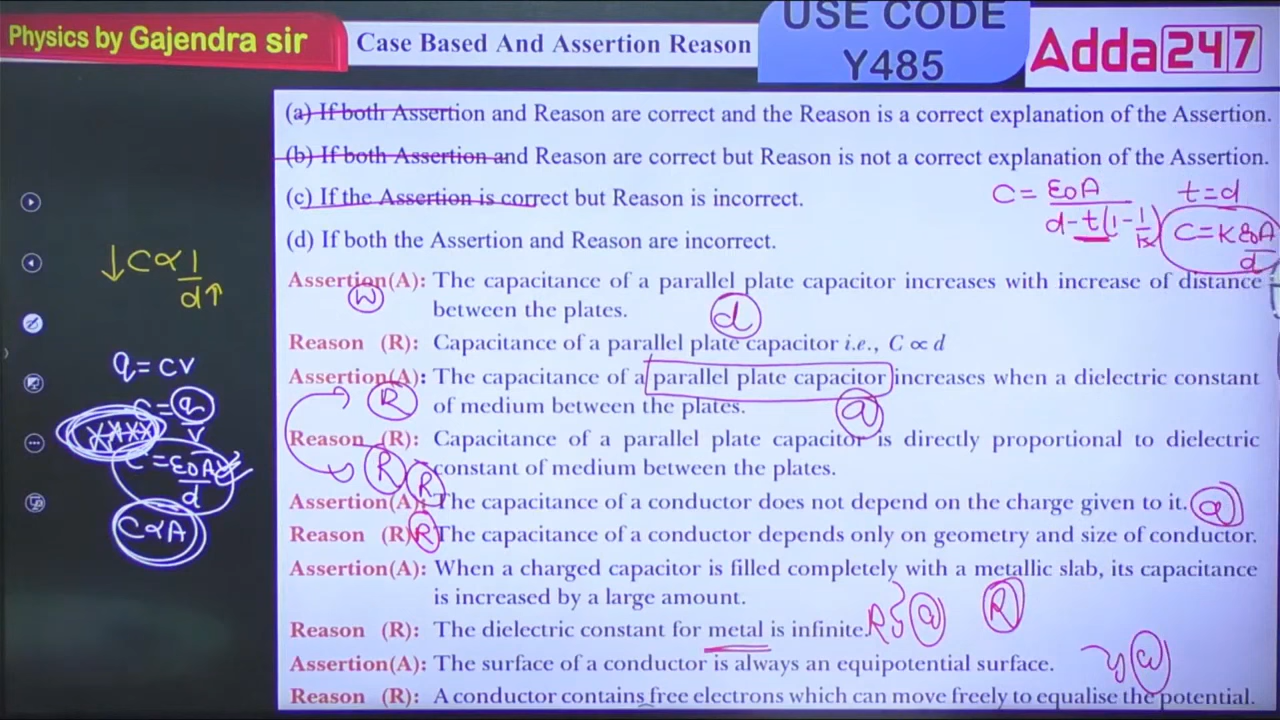 Physics by Gajendra sir
Case Based And Assertion Reason
USE CODE
Y485
Adda247
(a) If both Assertion and Reason are correct and the Reason is a correct explanation of the Assertion.
(b) If both Assertion and Reason are correct but Reason is not a correct explanation of the Assertion.
(c) If the Assertion is correct but Reason is incorrect.
(d) If both the Assertion and Reason are incorrect.
C = ε0A / d - t(1 - 1/K)
t = d
C = K ε0A / d
↓C ∝ 1 / d↑
Assertion(A): The capacitance of a parallel plate capacitor increases with increase of distance
between the plates.
W
d
Reason (R): Capacitance of a parallel plate capacitor i.e., C ∝ d
Assertion(A): The capacitance of a parallel plate capacitor increases when a dielectric constant
of medium between the plates.
R
a
Reason (R): Capacitance of a parallel plate capacitor is directly proportional to dielectric
constant of medium between the plates.
R
q = CV
= q / V
XXXX
C = ε0A / d
C ∝ A
Assertion(A): The capacitance of a conductor does not depend on the charge given to it.
R
a
Reason (R) The capacitance of a conductor depends only on geometry and size of conductor.
R
Assertion(A): When a charged capacitor is filled completely with a metallic slab, its capacitance
is increased by a large amount.
R
Reason (R): The dielectric constant for metal is infinite.
R} a
Assertion(A): The surface of a conductor is always an equipotential surface.
a
Reason (R): A conductor contains free electrons which can move freely to equalise the potential.